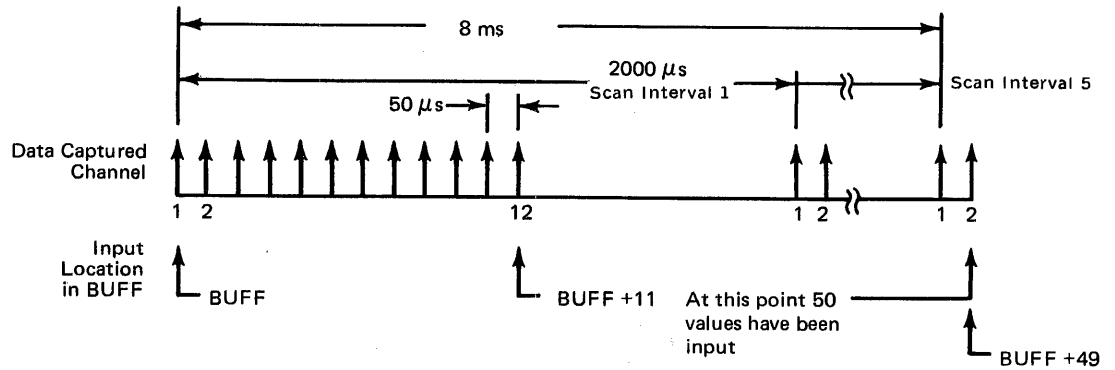 8 ms
2000 μs
Scan Interval 1
Scan Interval 5
50 μs
Data Captured
Channel
1 2 12 1 2 1 2
Input
Location
in BUFF
BUFF
BUFF +11
At this point 50
values have been
input
BUFF +49